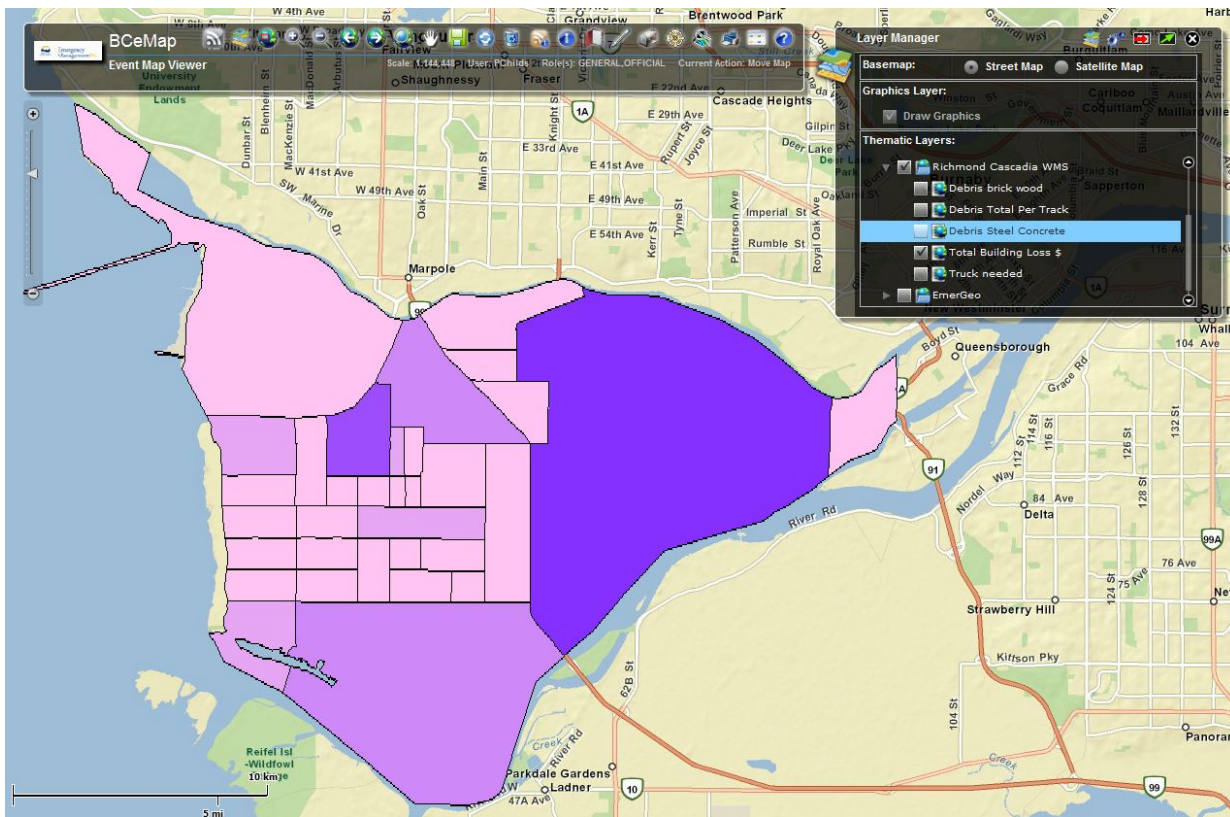 BCeMap
Event Map Viewer
Emergency
Management
Scale: 1:144,448 User: PChilds Role(s): GENERAL,OFFICIAL Current Action: Move Map
Layer Manager
Basemap: Street Map Satellite Map
Graphics Layer:
Draw Graphics
Thematic Layers:
Richmond Cascadia WMS
Debris brick wood
Debris Total Per Track
Debris Steel Concrete
Total Building Loss $
Truck needed
EmerGeo
Brentwood Park
Grandview
University
Endowment
Lands
Shaughnessy
Fraser
E 22nd Ave
Cascade Heights
Burquitlam
Cariboo
Coquitlam
Maillardville
Sapperton
1A
E 29th Ave
E 33rd Ave
Gilpin St
Deer Lake
W 41st Ave
E 41st Ave
W 49th Ave
E 49th Ave
E 54th Ave
Imperial St
Rumble St
SW Marine Dr
Dunbar St
Blenheim St
MacKenzie St
MacDonald St
Arbutus St
Oak St
Main St
Knight St
Rupert St
Joyce St
Kerr St
Tyne St
Patterson Ave
Royal Oak Ave
Marpole
99
1A
New Westminster
Boyd St
Queensborough
104 Ave
Grace Rd
114 St
112 St
116 St
126 St
128 St
132 St
91
Nordel Way
84 Ave
Delta
River Rd
99A
76 Ave
75 Ave
124 St
Strawberry Hill
Kittson Pky
62B St
104 St
Reifel Isl
-Wildfowl
10 km
5 mi
Creek
River Rd
Parkdale Gardens
Ladner
47A Ave
10
99
Creek